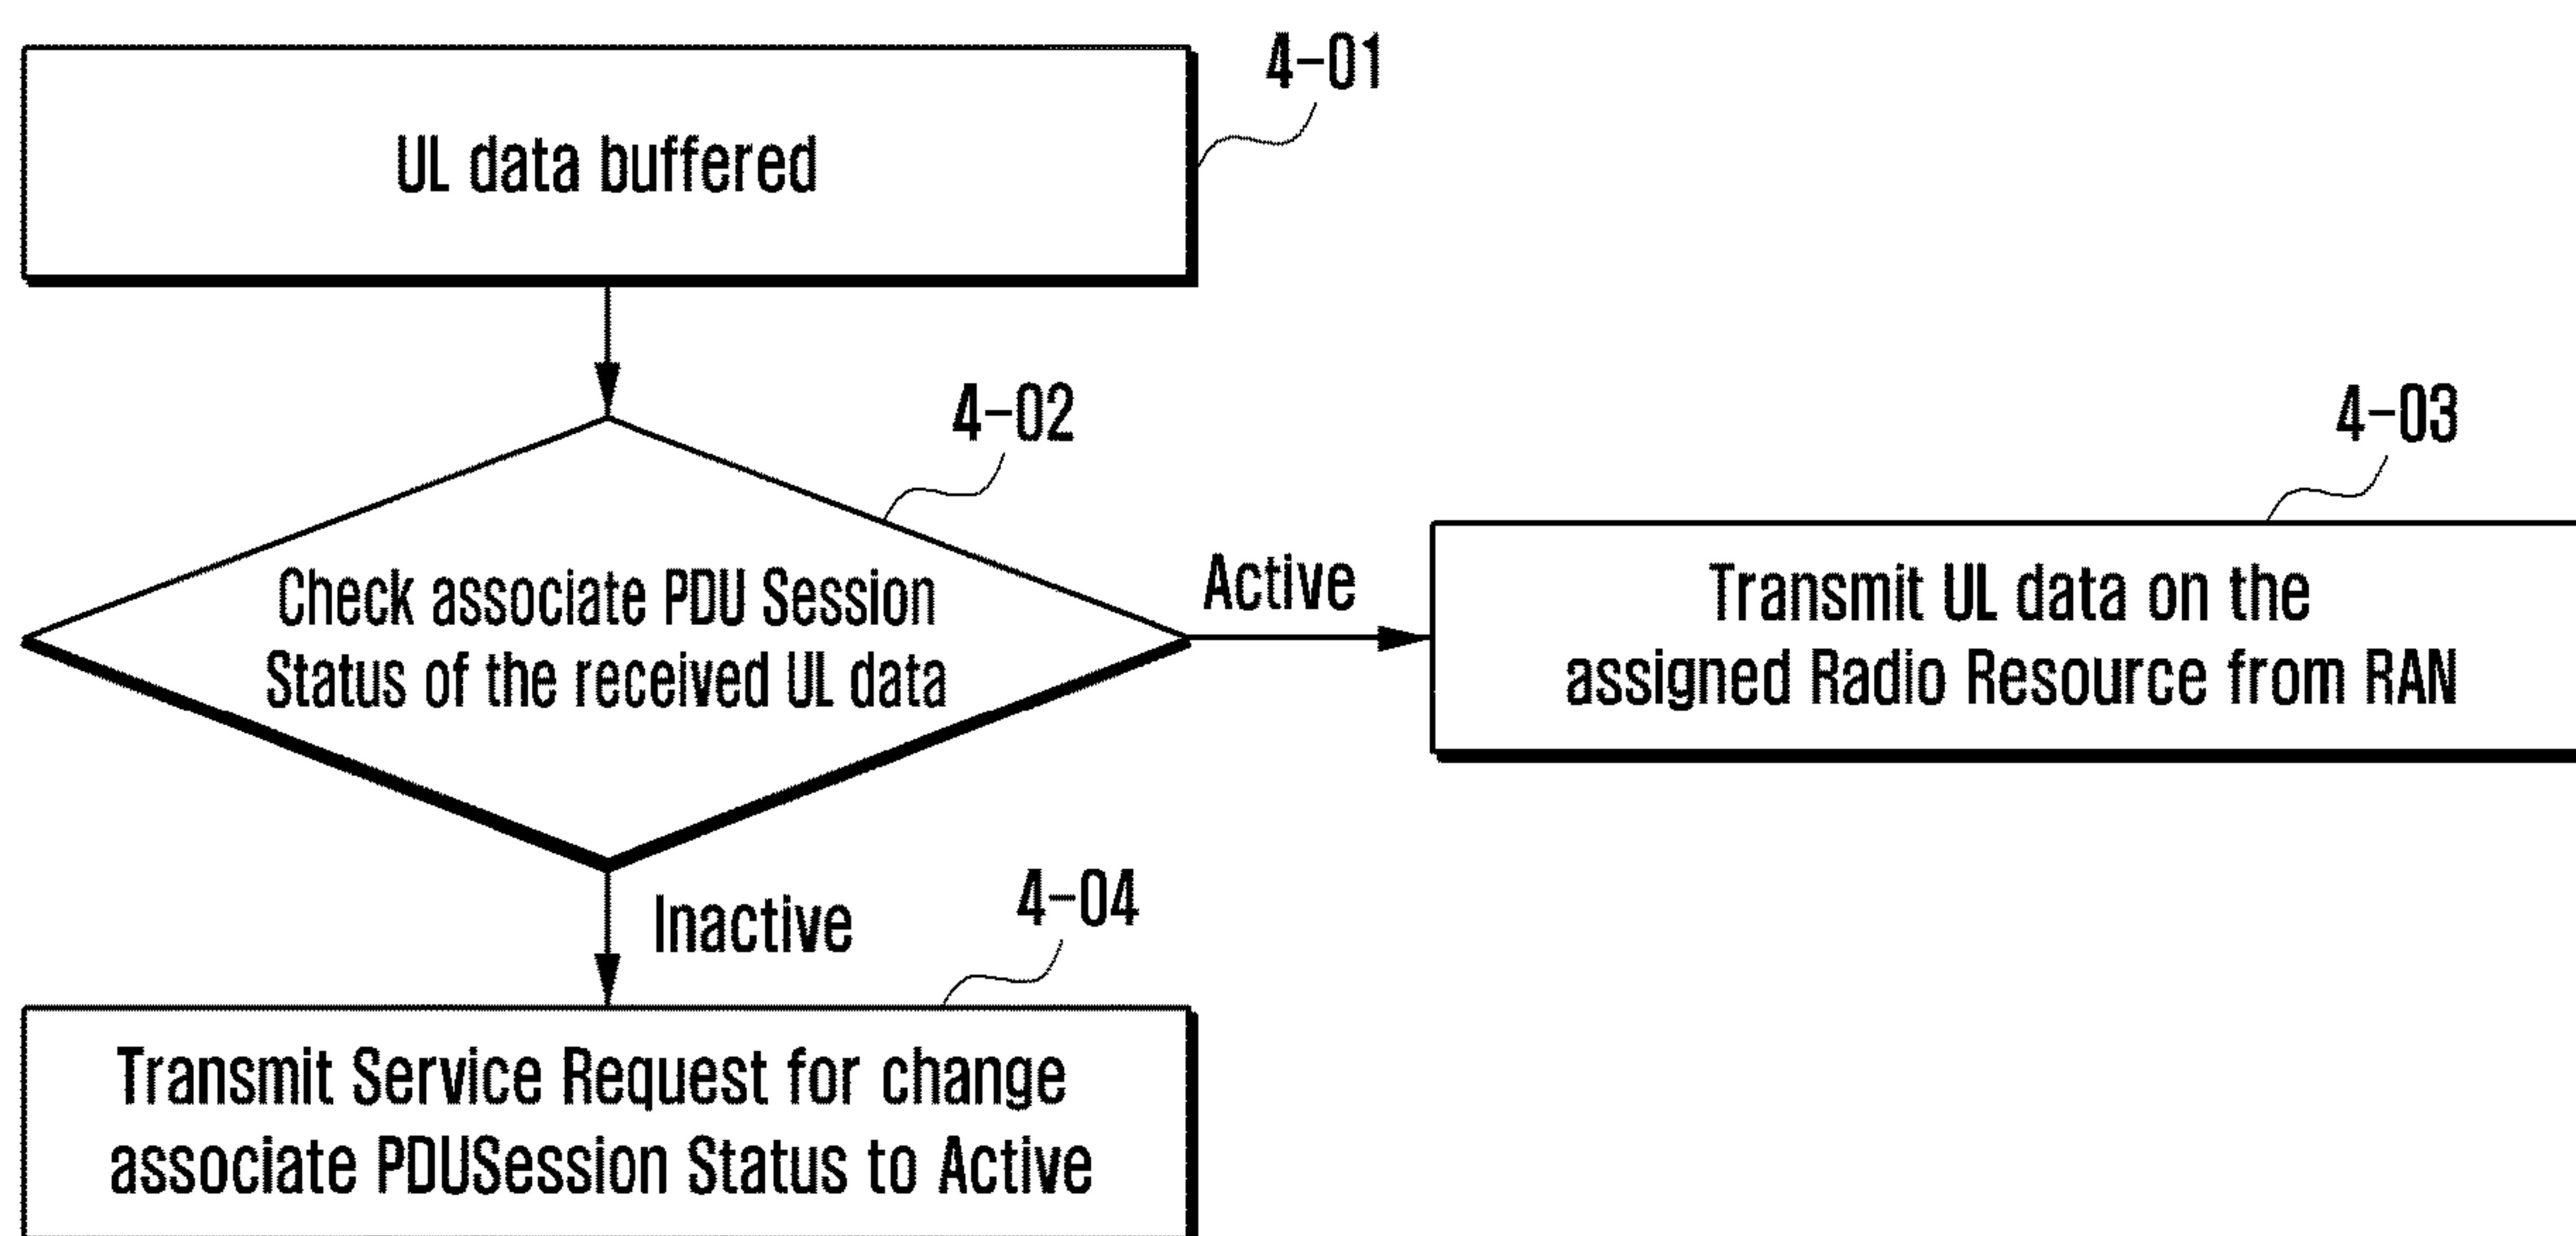 4-01
UL data buffered
4-02
Check associate PDU Session
Status of the received UL data
Active
4-03
Transmit UL data on the
assigned Radio Resource from RAN
Inactive
4-04
Transmit Service Request for change
associate PDUSession Status to Active